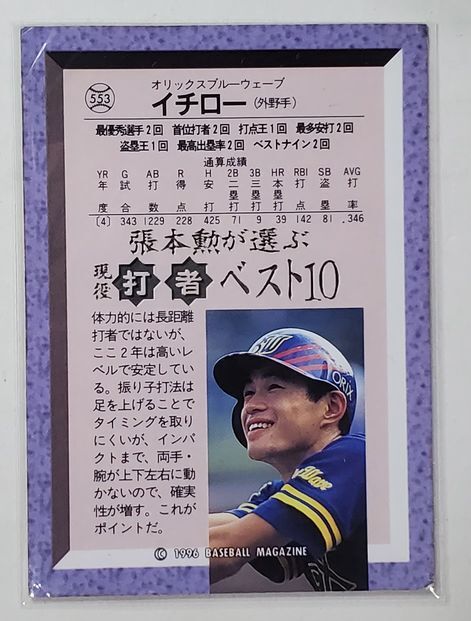 553
オリックスブルーウェーブ
イチロー(外野手)
最優秀選手2回 首位打者2回 打点王1回 最多安打2回
盗塁王1回 最高出塁率2回 ベストナイン2回
通算成績
YR G AB R H 2B 3B HR RBI SB AVG
年 試 打 得 安 二 三 本 打 盗 打
塁 塁 塁
度 合 数 点 打 打 打 打 点 塁 率
〔4〕 343 1229 228 425 71 9 39 142 81 .346
張本勲が選ぶ
現役 打者 ベスト10
体力的には長距離
打者ではないが、
ここ2年は高いレ
ベルで安定してい
る。振り子打法は
足を上げることで
タイミングを取り
にくいが、インパ
クトまで、両手・
腕が上下左右に動
かないので、確実
性が増す。これが
ポイントだ。
BW
ORIX
© 1996 BASEBALL MAGAZINE